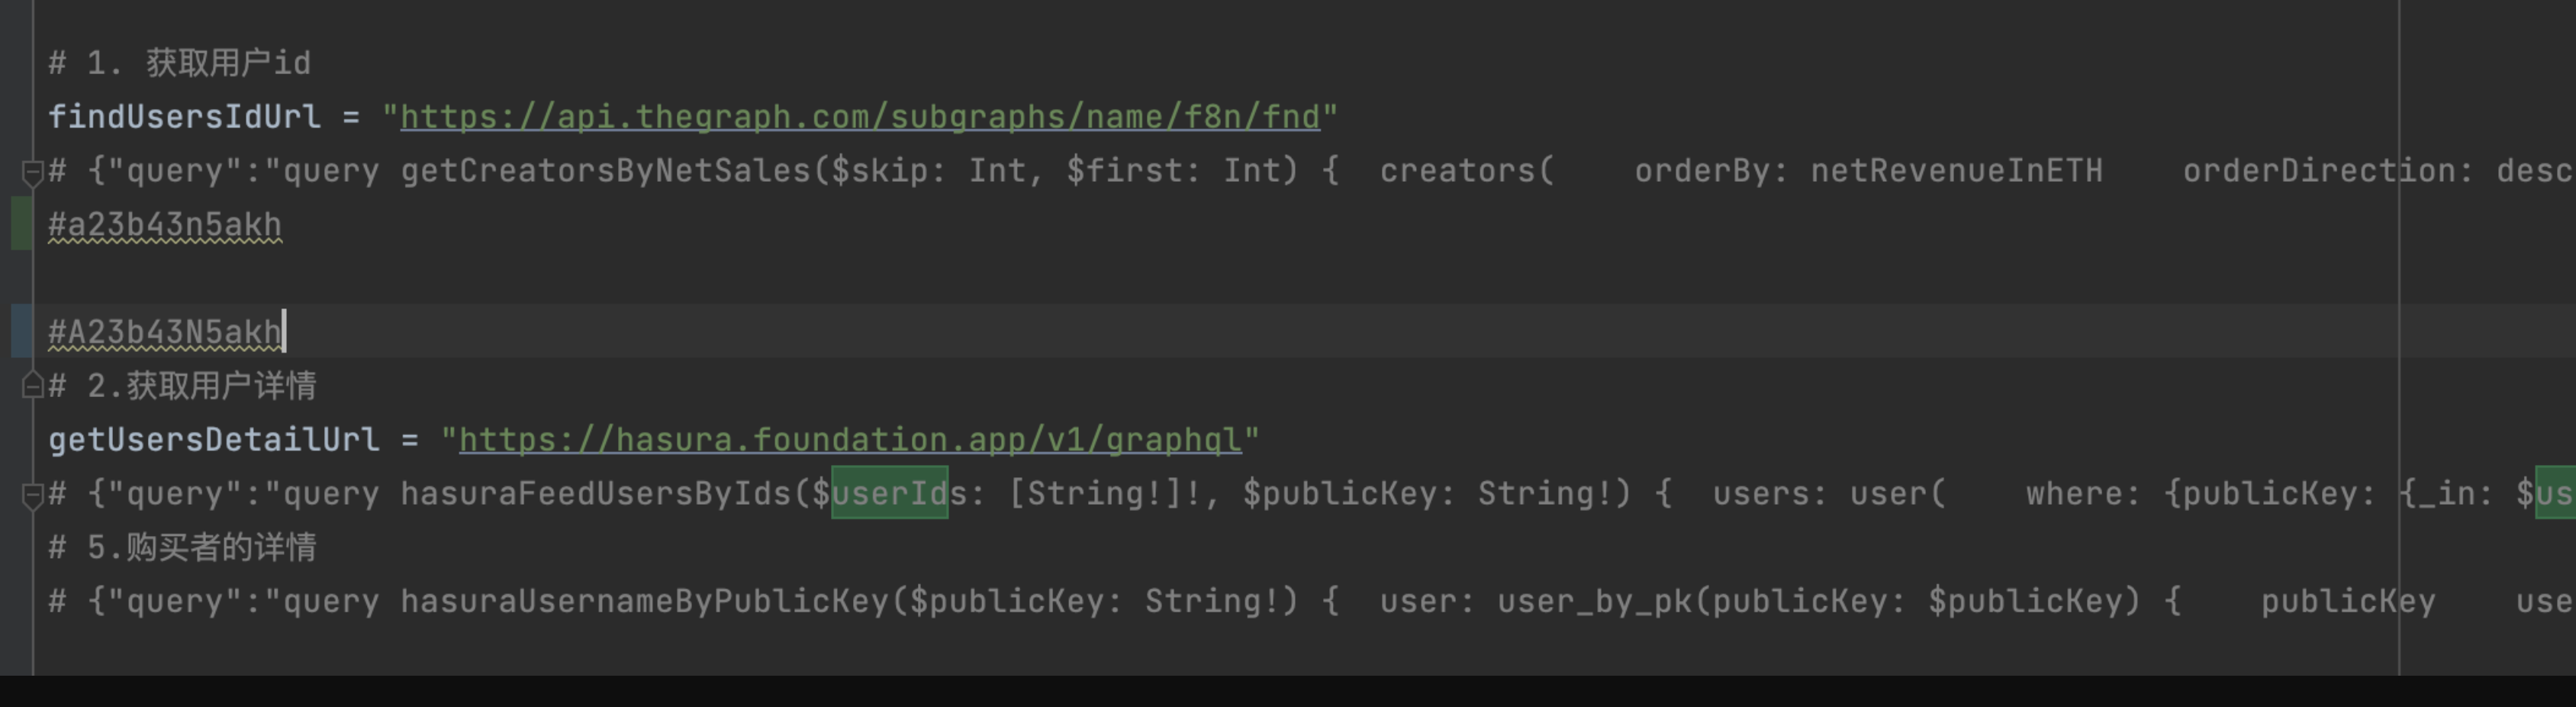 # 1. 获取用户id
findUsersIdUrl = "https://api.thegraph.com/subgraphs/name/f8n/fnd"
# {"query":"query getCreatorsByNetSales($skip: Int, $first: Int) {  creators(    orderBy: netRevenueInETH    orderDirection: desc
#a23b43n5akh
#A23b43N5akh
# 2.获取用户详情
getUsersDetailUrl = "https://hasura.foundation.app/v1/graphql"
# {"query":"query hasuraFeedUsersByIds($userIds: [String!]!, $publicKey: String!) {  users: user(    where: {publicKey: {_in: $us
# 5.购买者的详情
# {"query":"query hasuraUsernameByPublicKey($publicKey: String!) {  user: user_by_pk(publicKey: $publicKey) {    publicKey    use